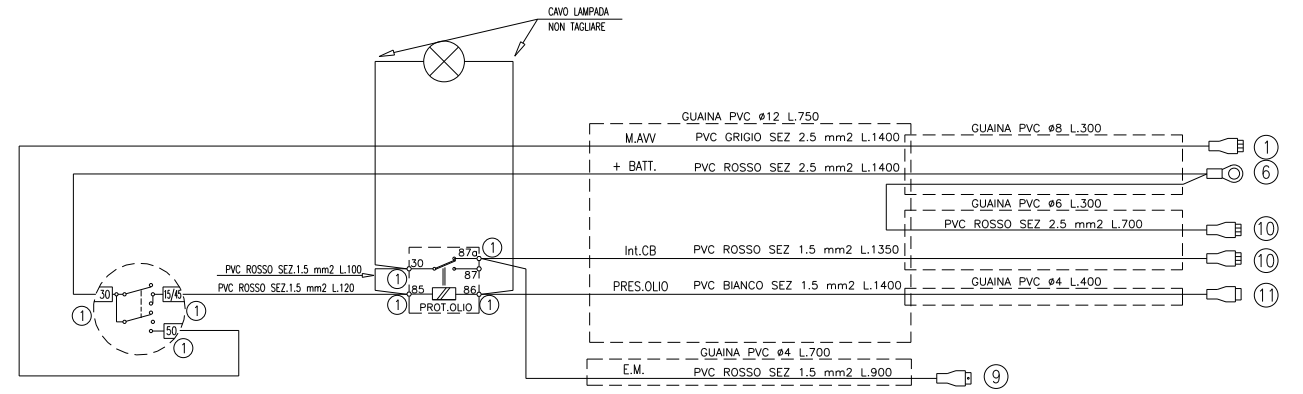 CAVO LAMPADA
NON TAGLIARE
GUAINA PVC ø12 L.750
M.AVV PVC GRIGIO SEZ 2.5 mm2 L.1400
GUAINA PVC ø8 L.300
1
+ BATT. PVC ROSSO SEZ 2.5 mm2 L.1400
6
GUAINA PVC ø6 L.300
PVC ROSSO SEZ 2.5 mm2 L.700
10
Int.CB PVC ROSSO SEZ 1.5 mm2 L.1350
10
PRES.OLIO PVC BIANCO SEZ 1.5 mm2 L.1400
GUAINA PVC ø4 L.400
11
GUAINA PVC ø4 L.700
E.M. PVC ROSSO SEZ 1.5 mm2 L.900
9
PVC ROSSO SEZ.1.5 mm2 L.100
PVC ROSSO SEZ.1.5 mm2 L.120
30
87a
1
1
87
85
86
1
PROT.OLIO
1
30
15/45
1
1
50
1